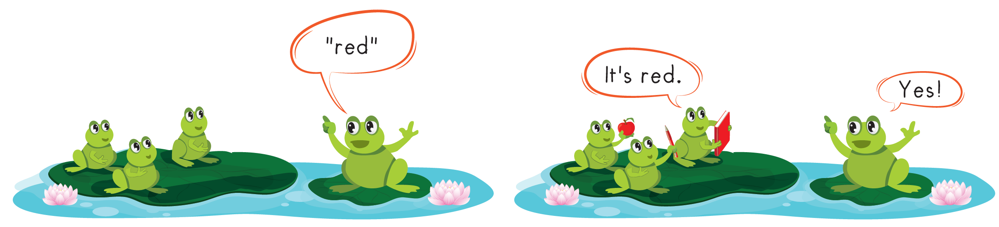 "red"
It's red.
Yes!